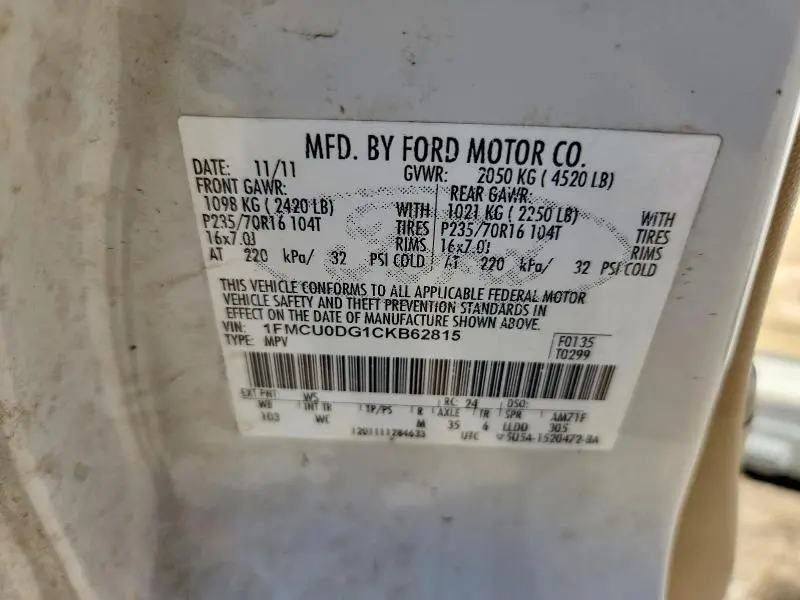 MFD. BY FORD MOTOR CO.
DATE: 11/11 GVWR: 2050 KG ( 4520 LB)
FRONT GAWR: REAR GAWR:
1098 KG ( 2420 LB) WITH 1021 KG ( 2250 LB) WITH
P235/70R16 104T TIRES P235/70R16 104T TIRES
16x7.0J RIMS 16x7.0J RIMS
AT 220 kPa/ 32 PSI COLD AT 220 kPa/ 32 PSI COLD
THIS VEHICLE CONFORMS TO ALL APPLICABLE FEDERAL MOTOR
VEHICLE SAFETY AND THEFT PREVENTION STANDARDS IN
EFFECT ON THE DATE OF MANUFACTURE SHOWN ABOVE.
VIN: 1FMCU0DG1CKB62815 F0135
TYPE: MPV T0299
EXT PNT WS RC: 24 DSO:
WB INT TR TP/PS R AXLE TR SPR AM71F
103 WC M 35 6 LLDD 305
1201111284633 UTC 5U5A-1520472-BA